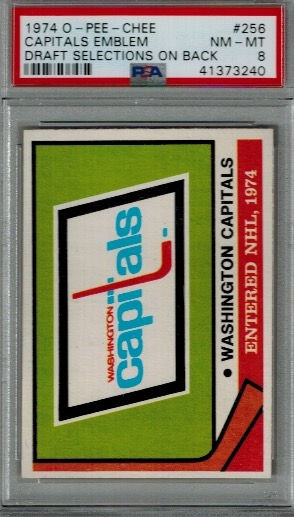 1974 O - PEE - CHEE #256
CAPITALS EMBLEM NM - MT
DRAFT SELECTIONS ON BACK 8
PSA 41373240
WASHINGTON
capitals
• WASHINGTON CAPITALS
ENTERED NHL, 1974